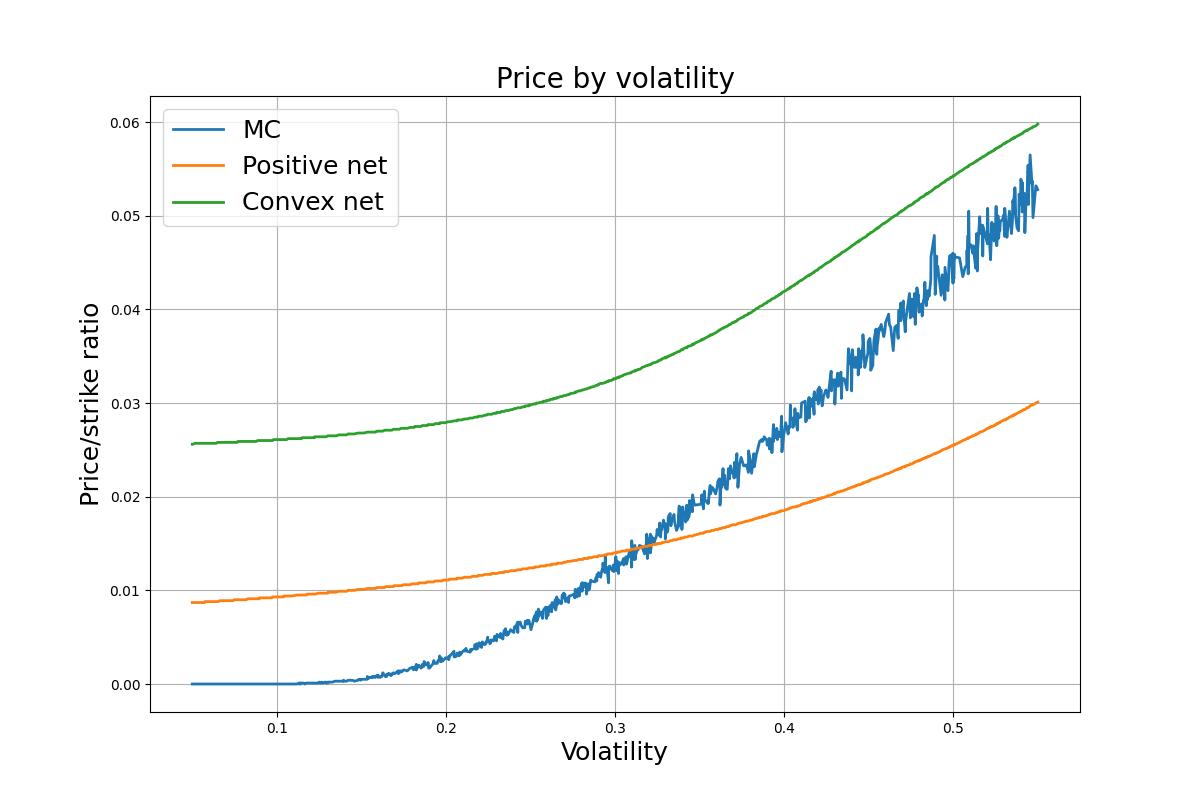 Price by volatility
MC
Positive net
Convex net
Price/strike ratio
0.06
0.05
0.04
0.03
0.02
0.01
0.00
0.1 0.2 0.3 0.4 0.5
Volatility